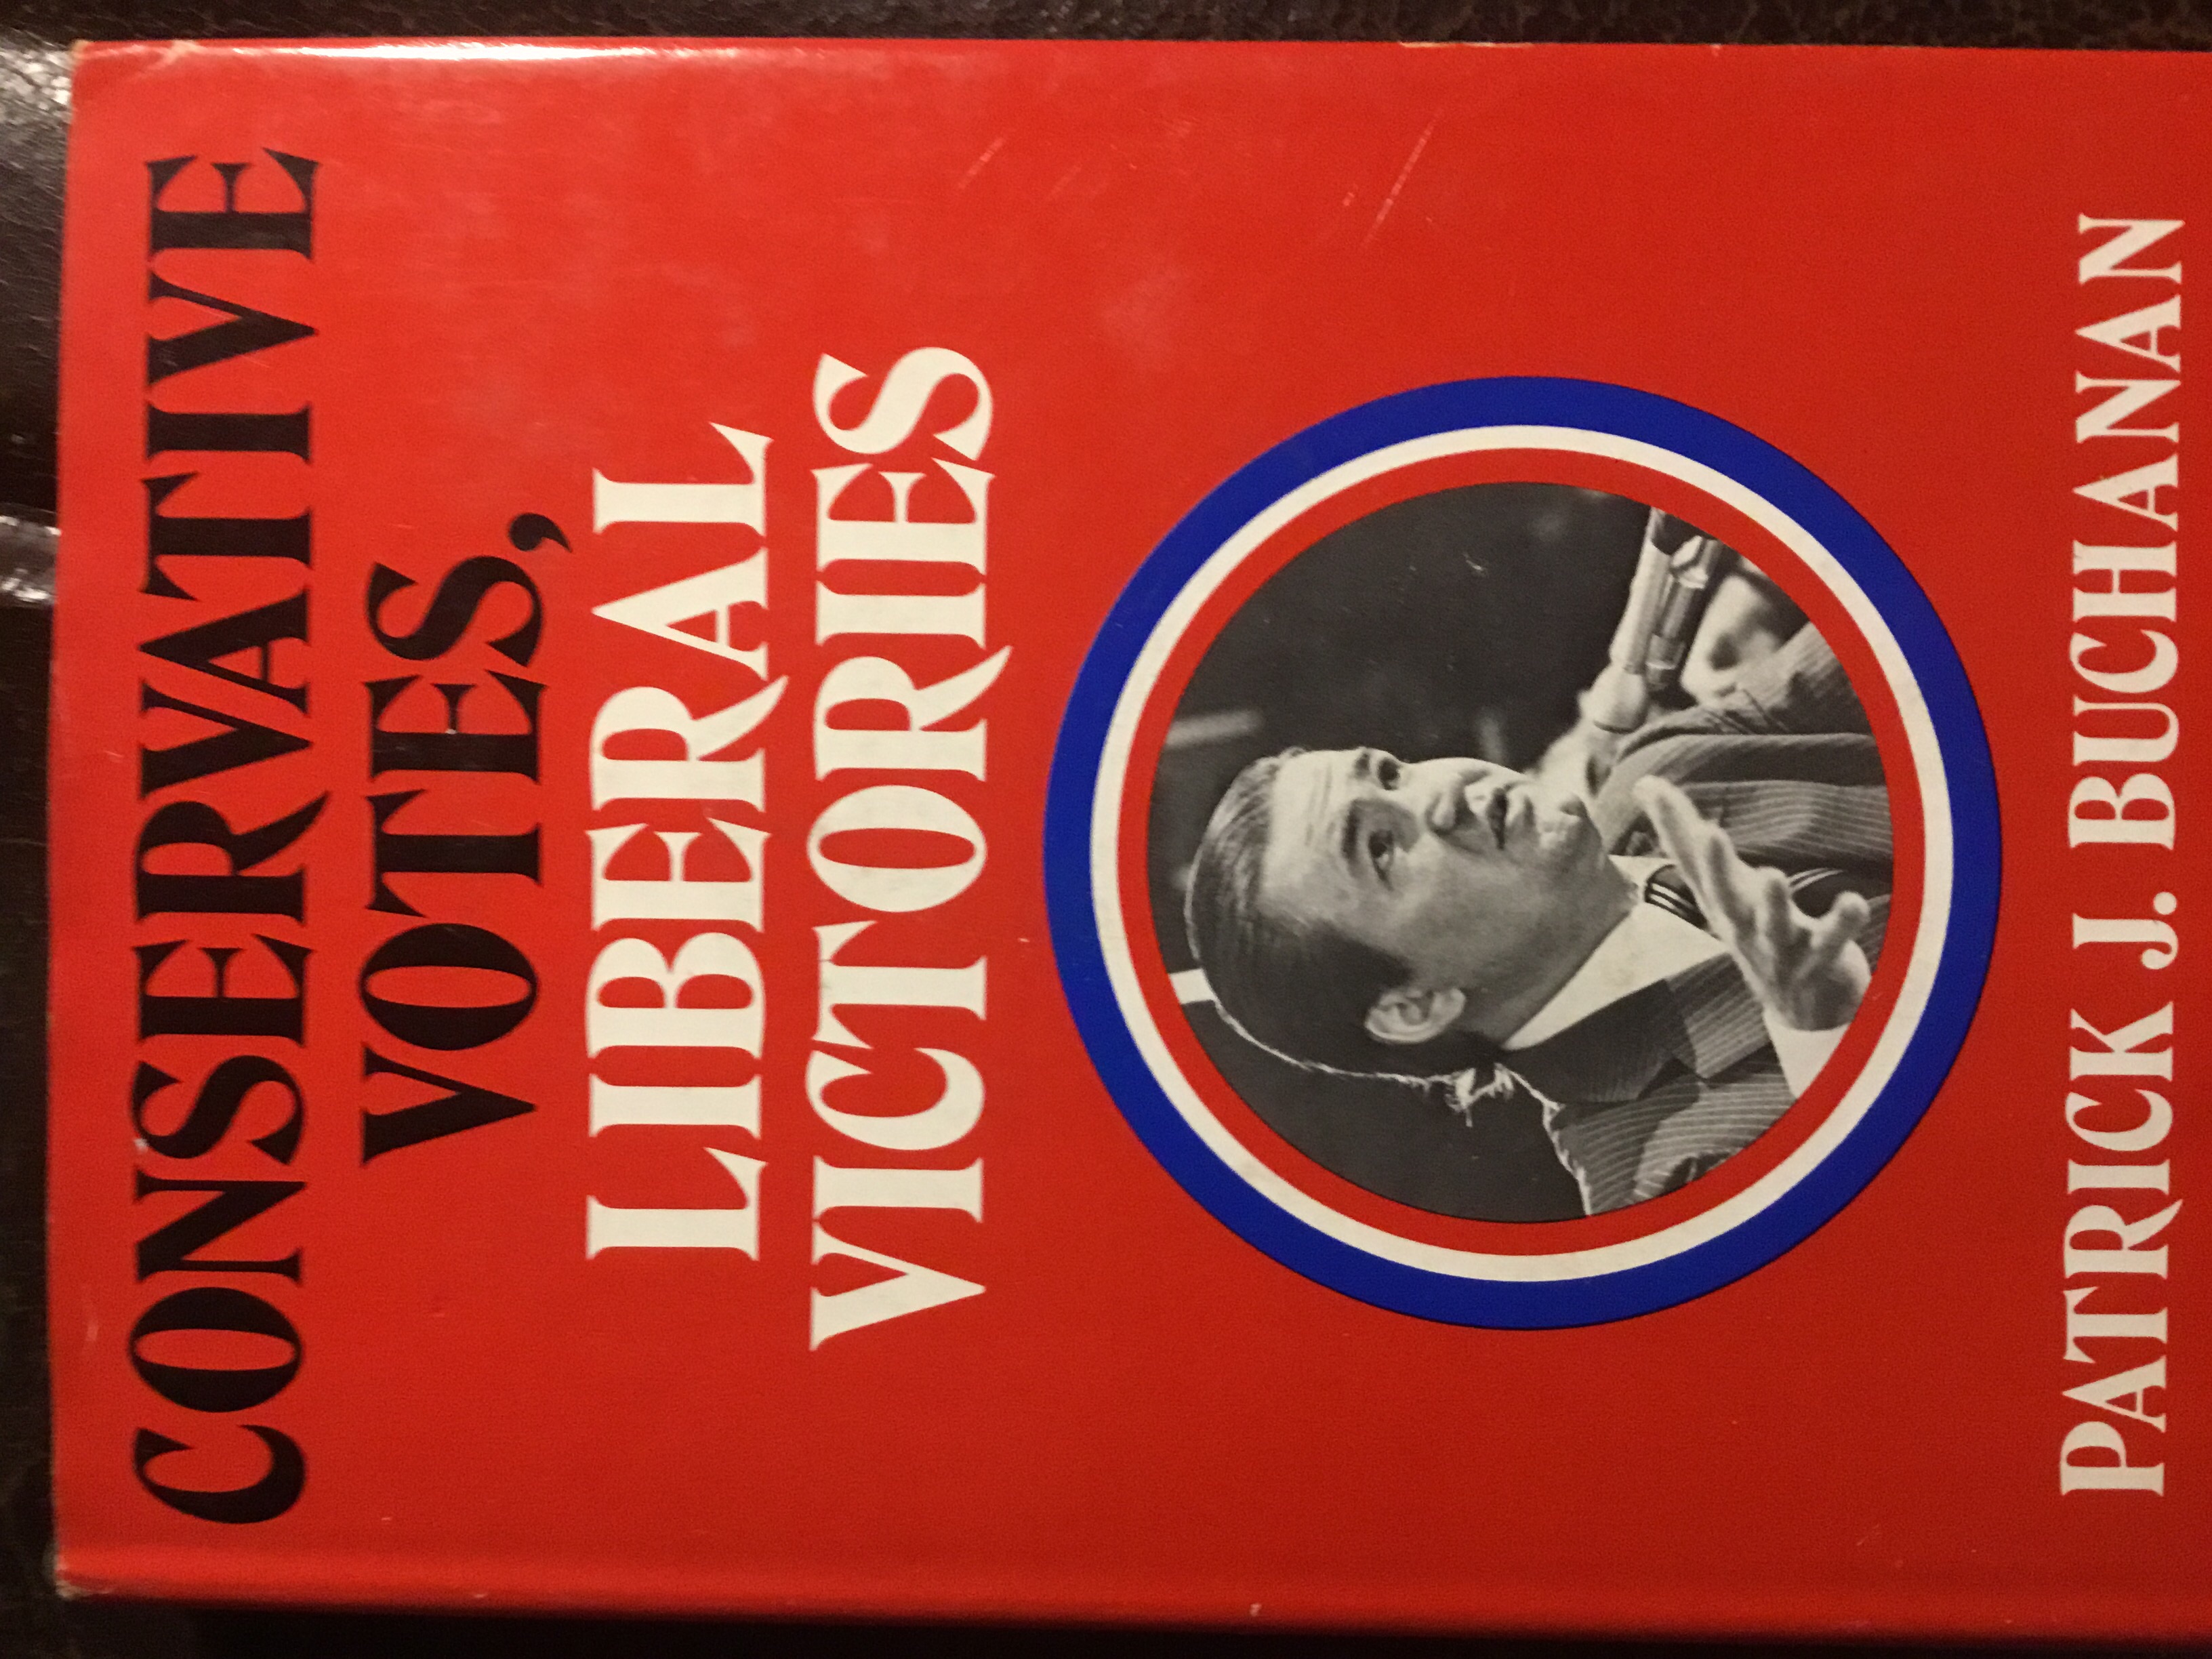 CONSERVATIVE
VOTES,
LIBERAL
VICTORIES
PATRICK J. BUCHANAN